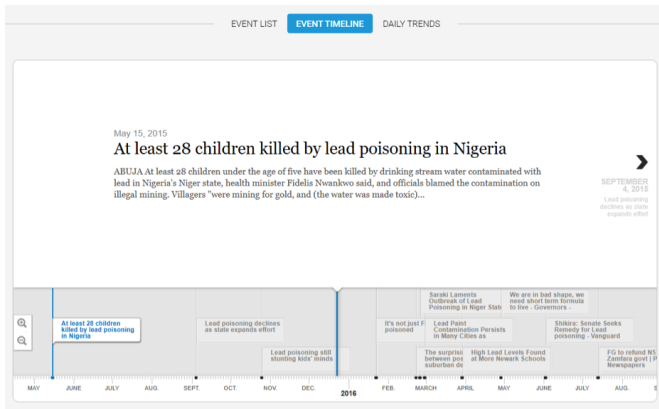 EVENT LIST EVENT TIMELINE DAILY TRENDS
May 15, 2015
At least 28 children killed by lead poisoning in Nigeria
ABUJA At least 28 children under the age of five have been killed by drinking stream water contaminated with
lead in Nigeria's Niger state, health minister Fidelis Nwankwo said, and officials blamed the contamination on
illegal mining. Villagers "were mining for gold, and (the water was made toxic)...
SEPTEMBER
4, 2015
Lead poisoning
declines as state
expands effort
Saraki Laments
Outbreak of Lead
Poisoning in Niger State
We are in bad shape, we
need short term formula
to live - Governors -
At least 28 children
killed by lead poisoning
in Nigeria
Lead poisoning declines
as state expands effort
It's not just F
poisoned
Lead Paint
Contamination Persists
in Many Cities as
Shikira: Senate Seeks
Remedy for Lead
poisoning - Vanguard
Lead poisoning still
stunting kids' minds
The surprisi
between poe
suburban de
High Lead Levels Found
at More Newark Schools
FG to refund NS
Zamfara govt | P
Newspapers
MAY JUNE JULY AUG. SEPT. OCT. NOV. DEC. 2016 FEB. MARCH APRIL MAY JUNE JULY AUG. S